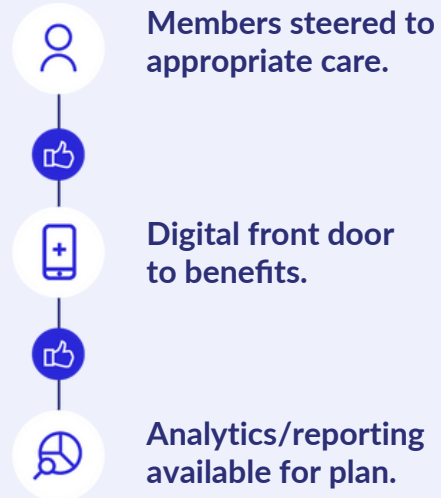 Members steered to
appropriate care.
Digital front door
to benefits.
Analytics/reporting
available for plan.